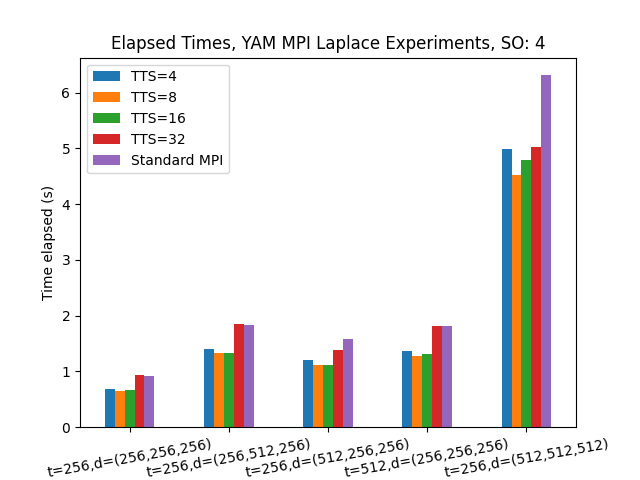 Elapsed Times, YAM MPI Laplace Experiments, SO: 4
TTS=4
TTS=8
TTS=16
TTS=32
Standard MPI
Time elapsed (s)
6
5
4
3
2
1
0
t=256,d=(256,256,256)
t=256,d=(256,512,256)
t=256,d=(512,256,256)
t=512,d=(256,256,256)
t=256,d=(512,512,512)